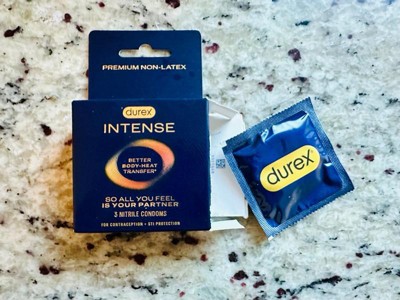 PREMIUM NON-LATEX
durex
INTENSE
BETTER
BODY-HEAT
TRANSFER*
SO ALL YOU FEEL
IS YOUR PARTNER
3 NITRILE CONDOMS
FOR CONTRACEPTION + STI PROTECTION
durex